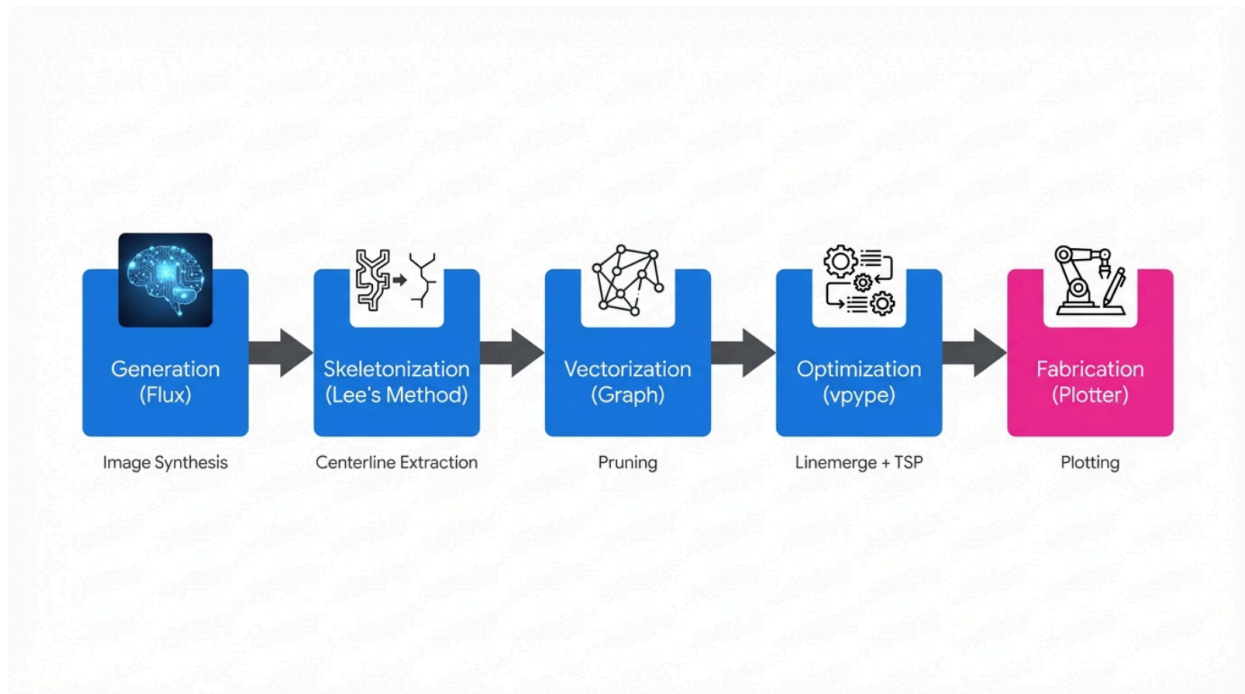 Generation
(Flux)
Image Synthesis
Skeletonization
(Lee's Method)
Centerline Extraction
Vectorization
(Graph)
Pruning
Optimization
(vpype)
Linemerge + TSP
Fabrication
(Plotter)
Plotting